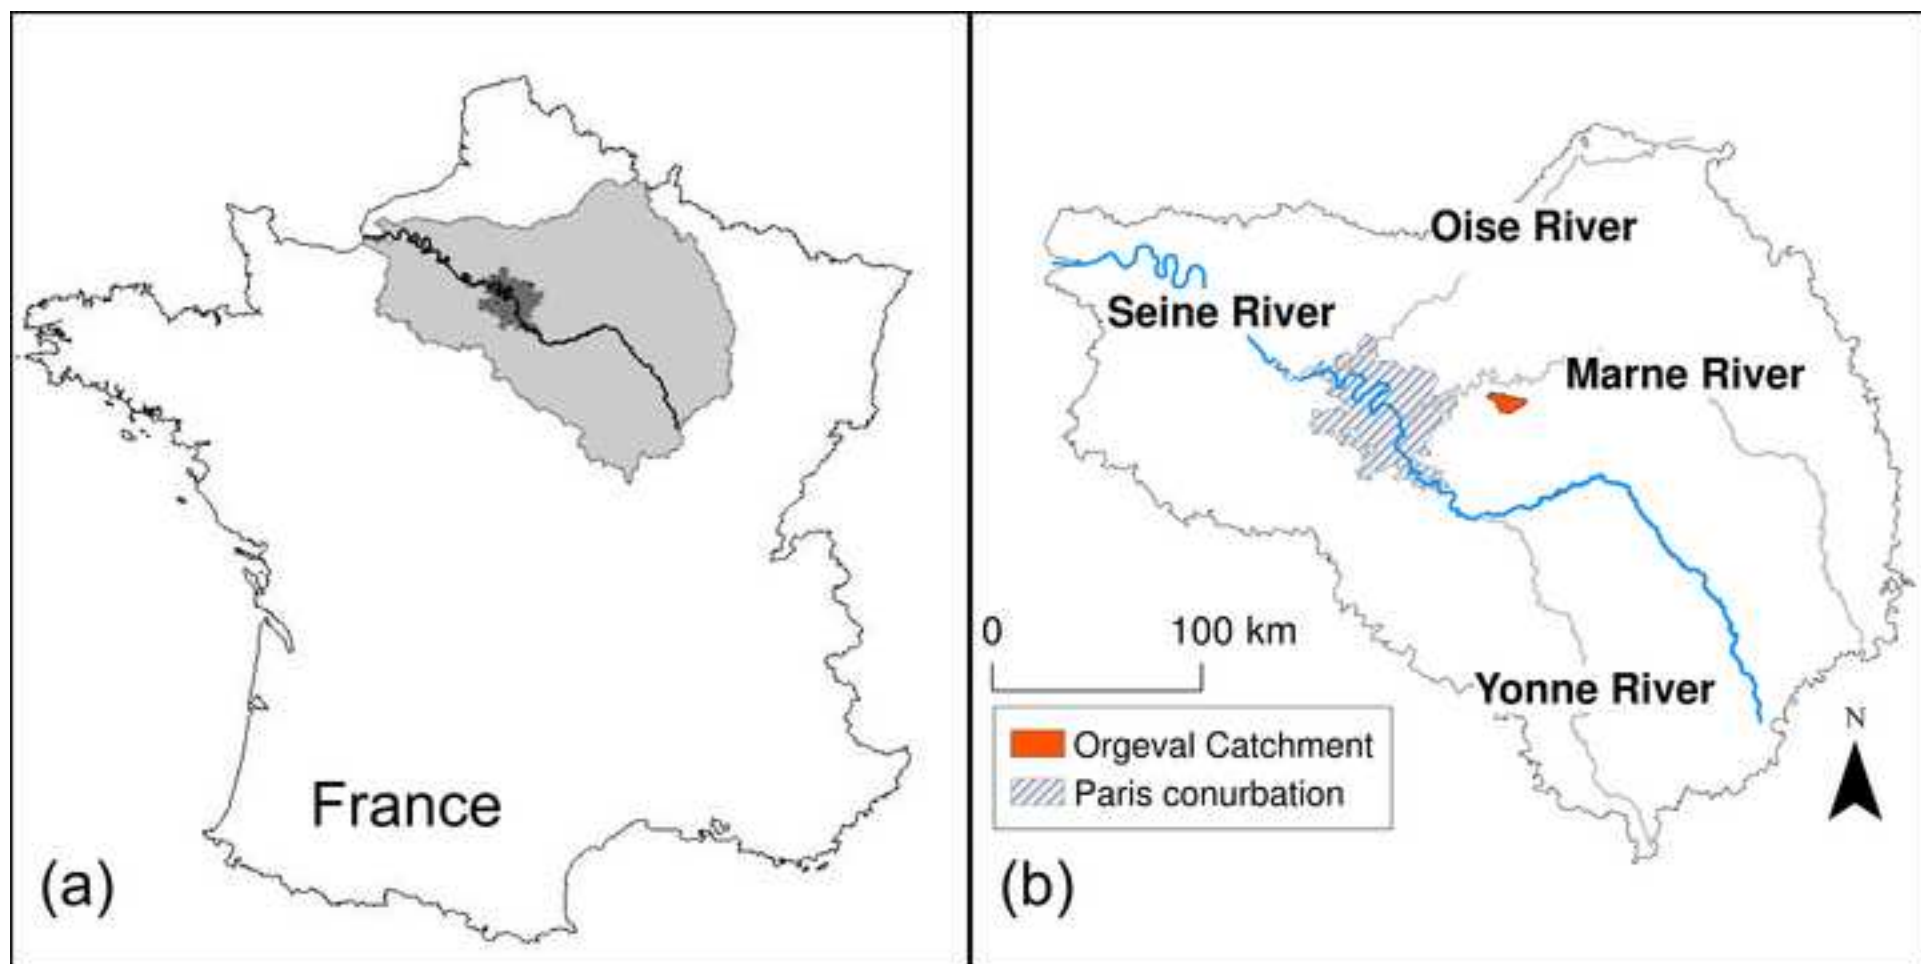 France
(a)
Oise River
Seine River
Marne River
0 100 km
Yonne River
N
Orgeval Catchment
Paris conurbation
(b)